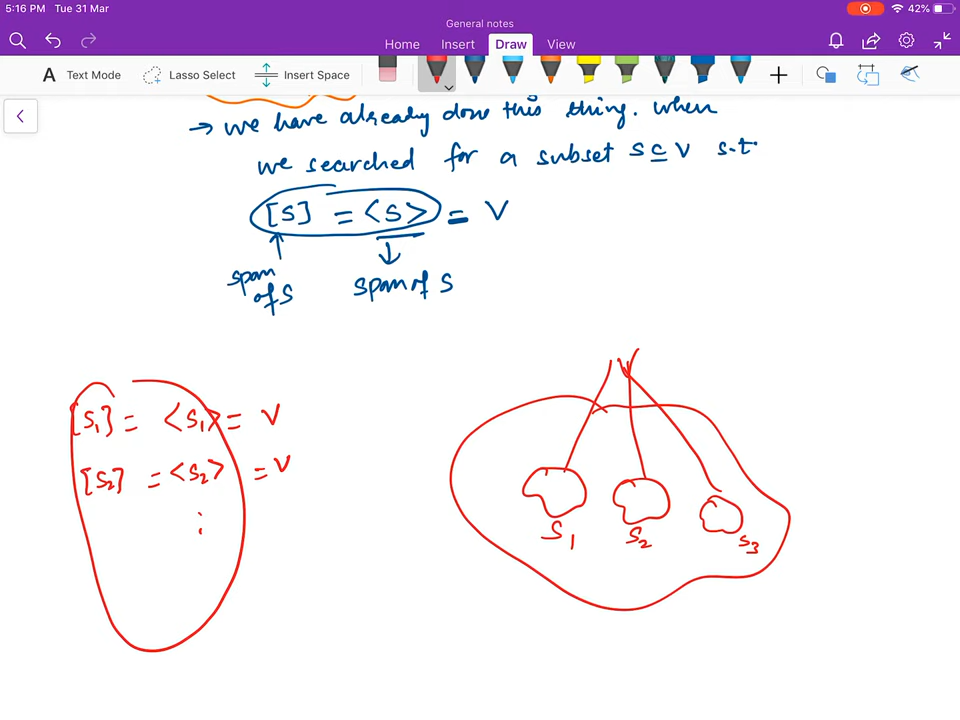 5:16 PM Tue 31 Mar
42%
General notes
Home Insert Draw View
A Text Mode Lasso Select Insert Space
→ we have already done this thing. when
we searched for a subset S ⊆ V s.t.
[S] = <S> = V
span of S
span of S
[S1] = <S1> = V
[S2] = <S2> = V
⋮
V
S1 S2 S3